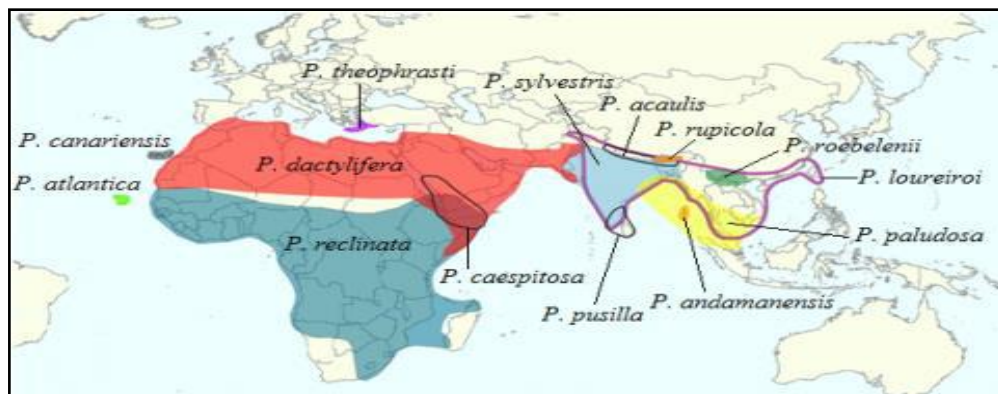 P. theophrasti
P. sylvestris
P. acaulis
P. rupicola
P. canariensis
P. roebelenii
P. dactylifera
P. atlantica
P. loureiroi
P. reclinata
P. paludosa
P. caespitosa
P. andamanensis
P. pusilla